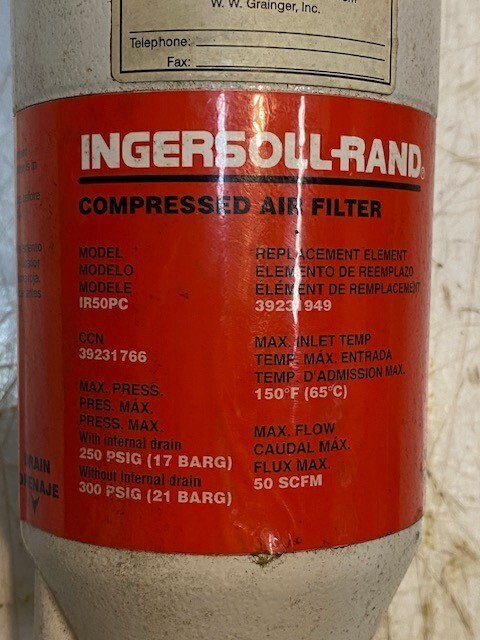 W. W. Grainger, Inc.
Telephone:
Fax:
INGERSOLL-RAND®
COMPRESSED AIR FILTER
MODEL
MODELO
MODELE
IR50PC
CCN
39231766
MAX. PRESS.
PRES. MÁX.
PRESS. MAX.
With internal drain
250 PSIG (17 BARG)
Without internal drain
300 PSIG (21 BARG)
REPLACEMENT ELEMENT
ELEMENTO DE REEMPLAZO
ÉLÉMENT DE REMPLACEMENT
39231949
MAX. INLET TEMP
TEMP. MÁX. ENTRADA
TEMP. D'ADMISSION MAX.
150°F (65°C)
MAX. FLOW
CAUDAL MÁX.
FLUX MAX.
50 SCFM
DRAIN
DRENAJE